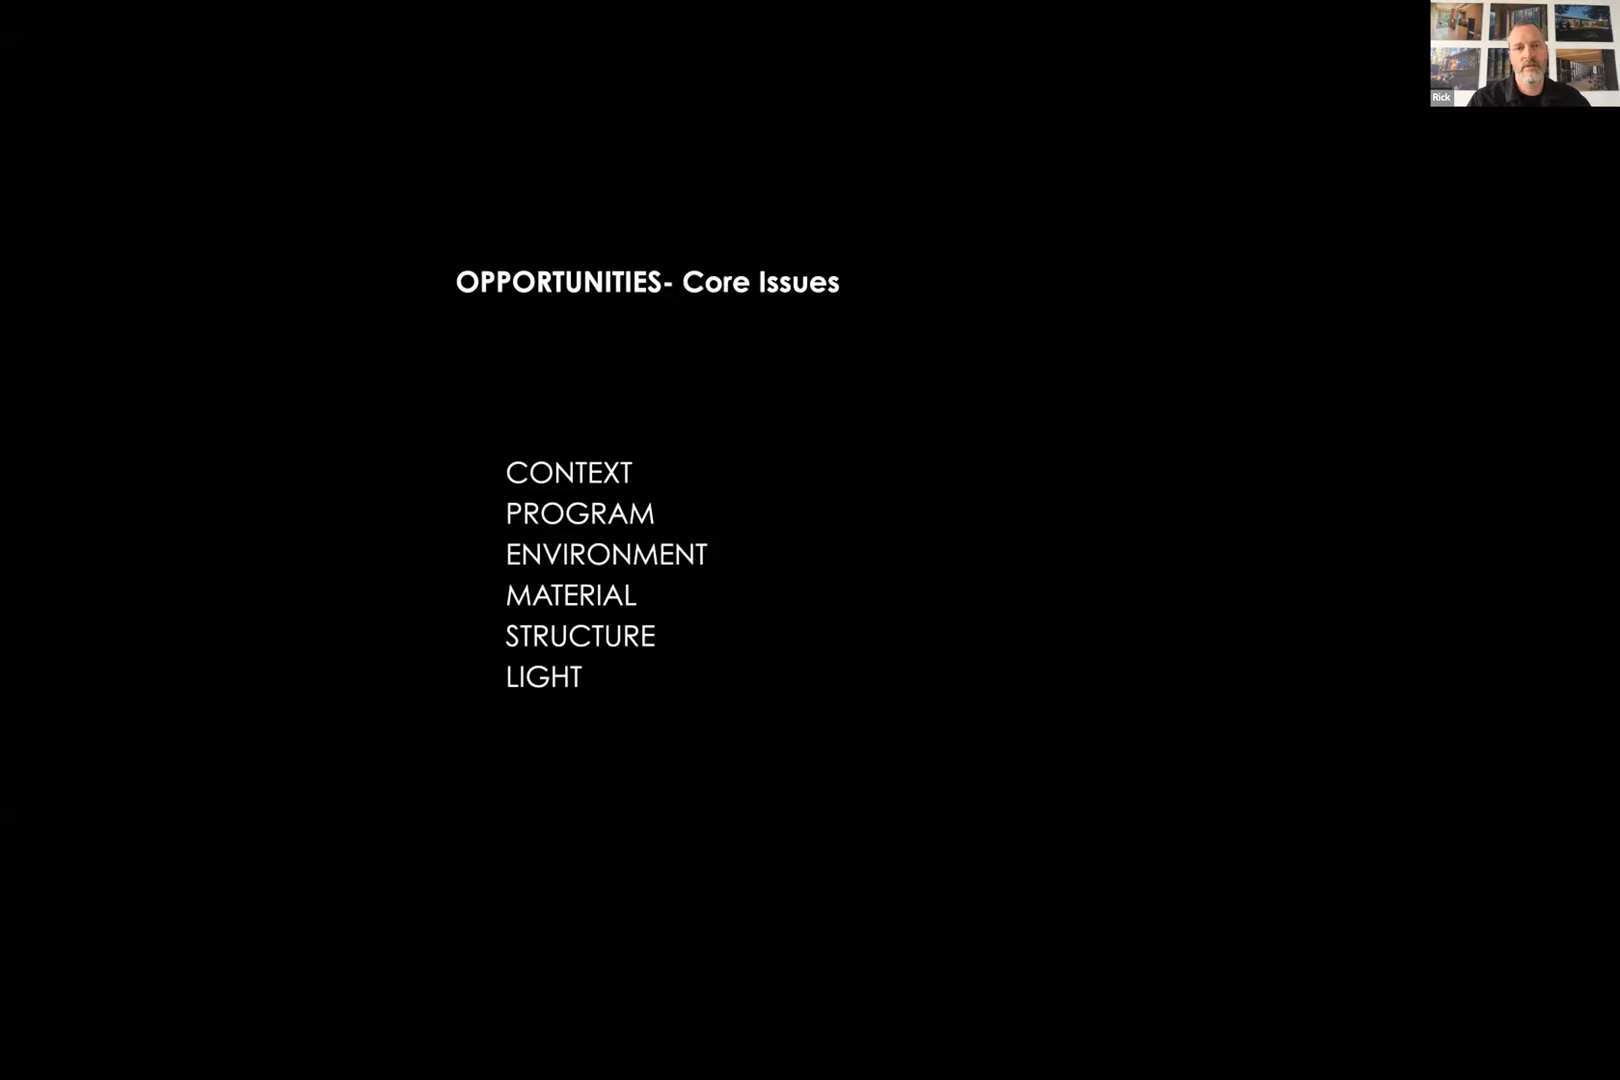 OPPORTUNITIES- Core Issues
CONTEXT
PROGRAM
ENVIRONMENT
MATERIAL
STRUCTURE
LIGHT
Rick